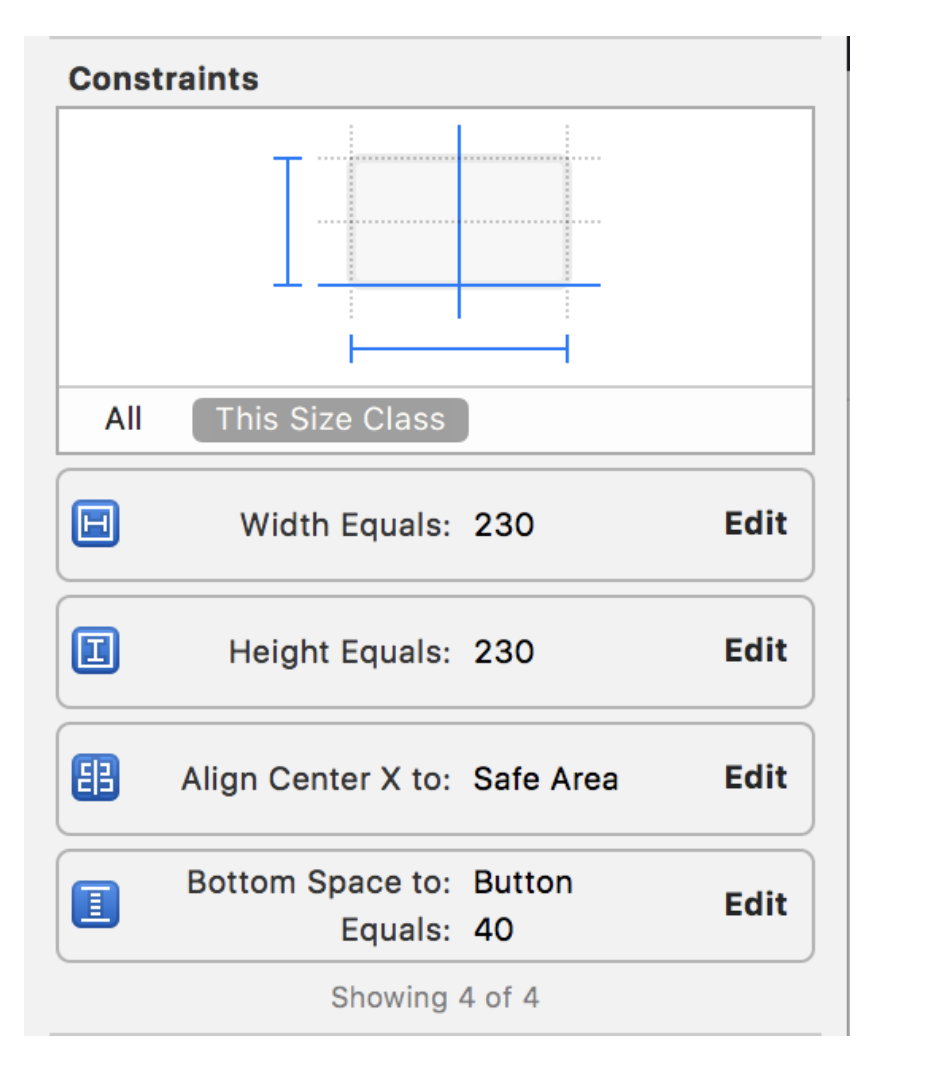 Constraints
All This Size Class
Width Equals: 230 Edit
Height Equals: 230 Edit
Align Center X to: Safe Area Edit
Bottom Space to: Button
Equals: 40 Edit
Showing 4 of 4